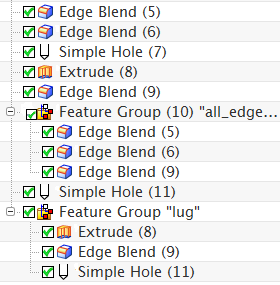 Edge Blend (5)
Edge Blend (6)
Simple Hole (7)
Extrude (8)
Edge Blend (9)
Feature Group (10) "all_edge...
Edge Blend (5)
Edge Blend (6)
Edge Blend (9)
Simple Hole (11)
Feature Group "lug"
Extrude (8)
Edge Blend (9)
Simple Hole (11)